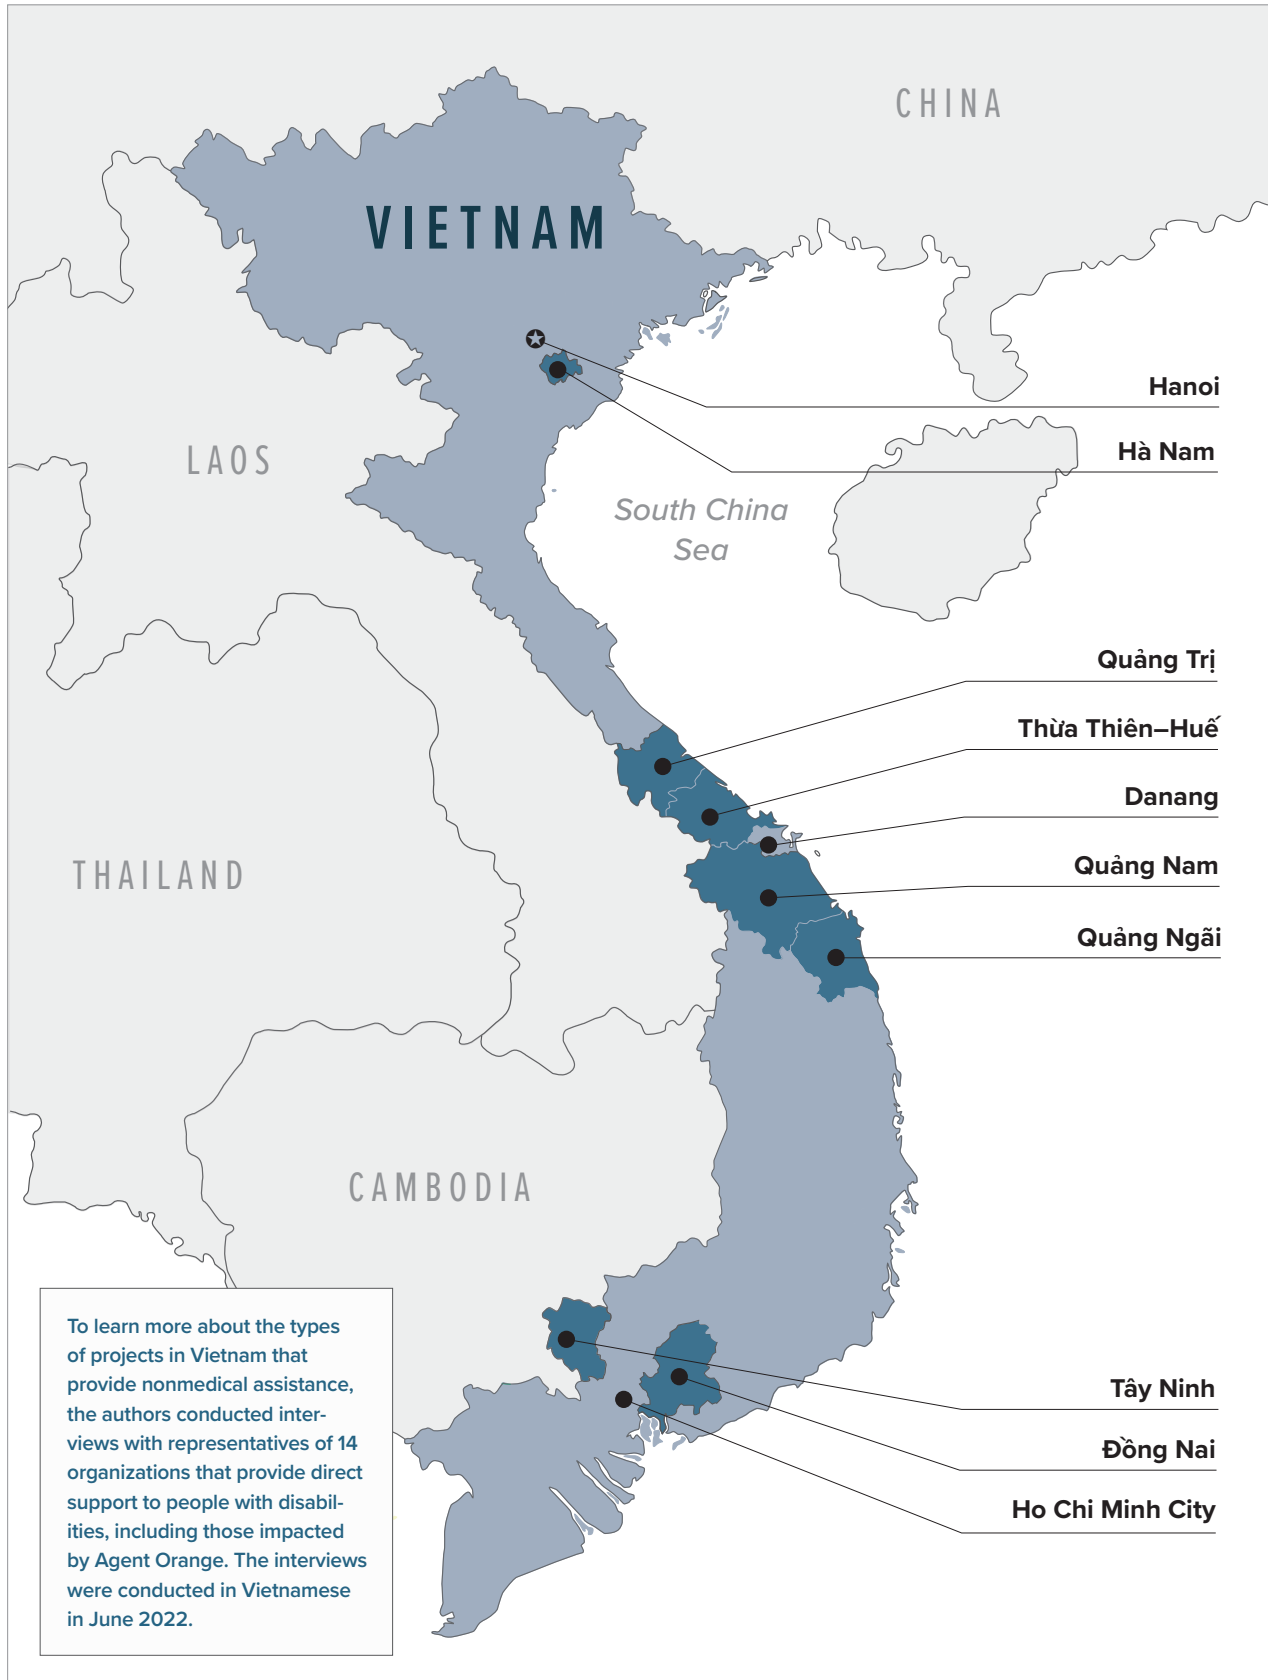 CHINA
VIETNAM
Hanoi
Hà Nam
LAOS
South China
Sea
Quảng Trị
Thừa Thiên–Huế
Danang
THAILAND
Quảng Nam
Quảng Ngãi
CAMBODIA
To learn more about the types
of projects in Vietnam that
provide nonmedical assistance,
the authors conducted inter-
views with representatives of 14
organizations that provide direct
support to people with disabil-
ities, including those impacted
by Agent Orange. The interviews
were conducted in Vietnamese
in June 2022.
Tây Ninh
Đồng Nai
Ho Chi Minh City